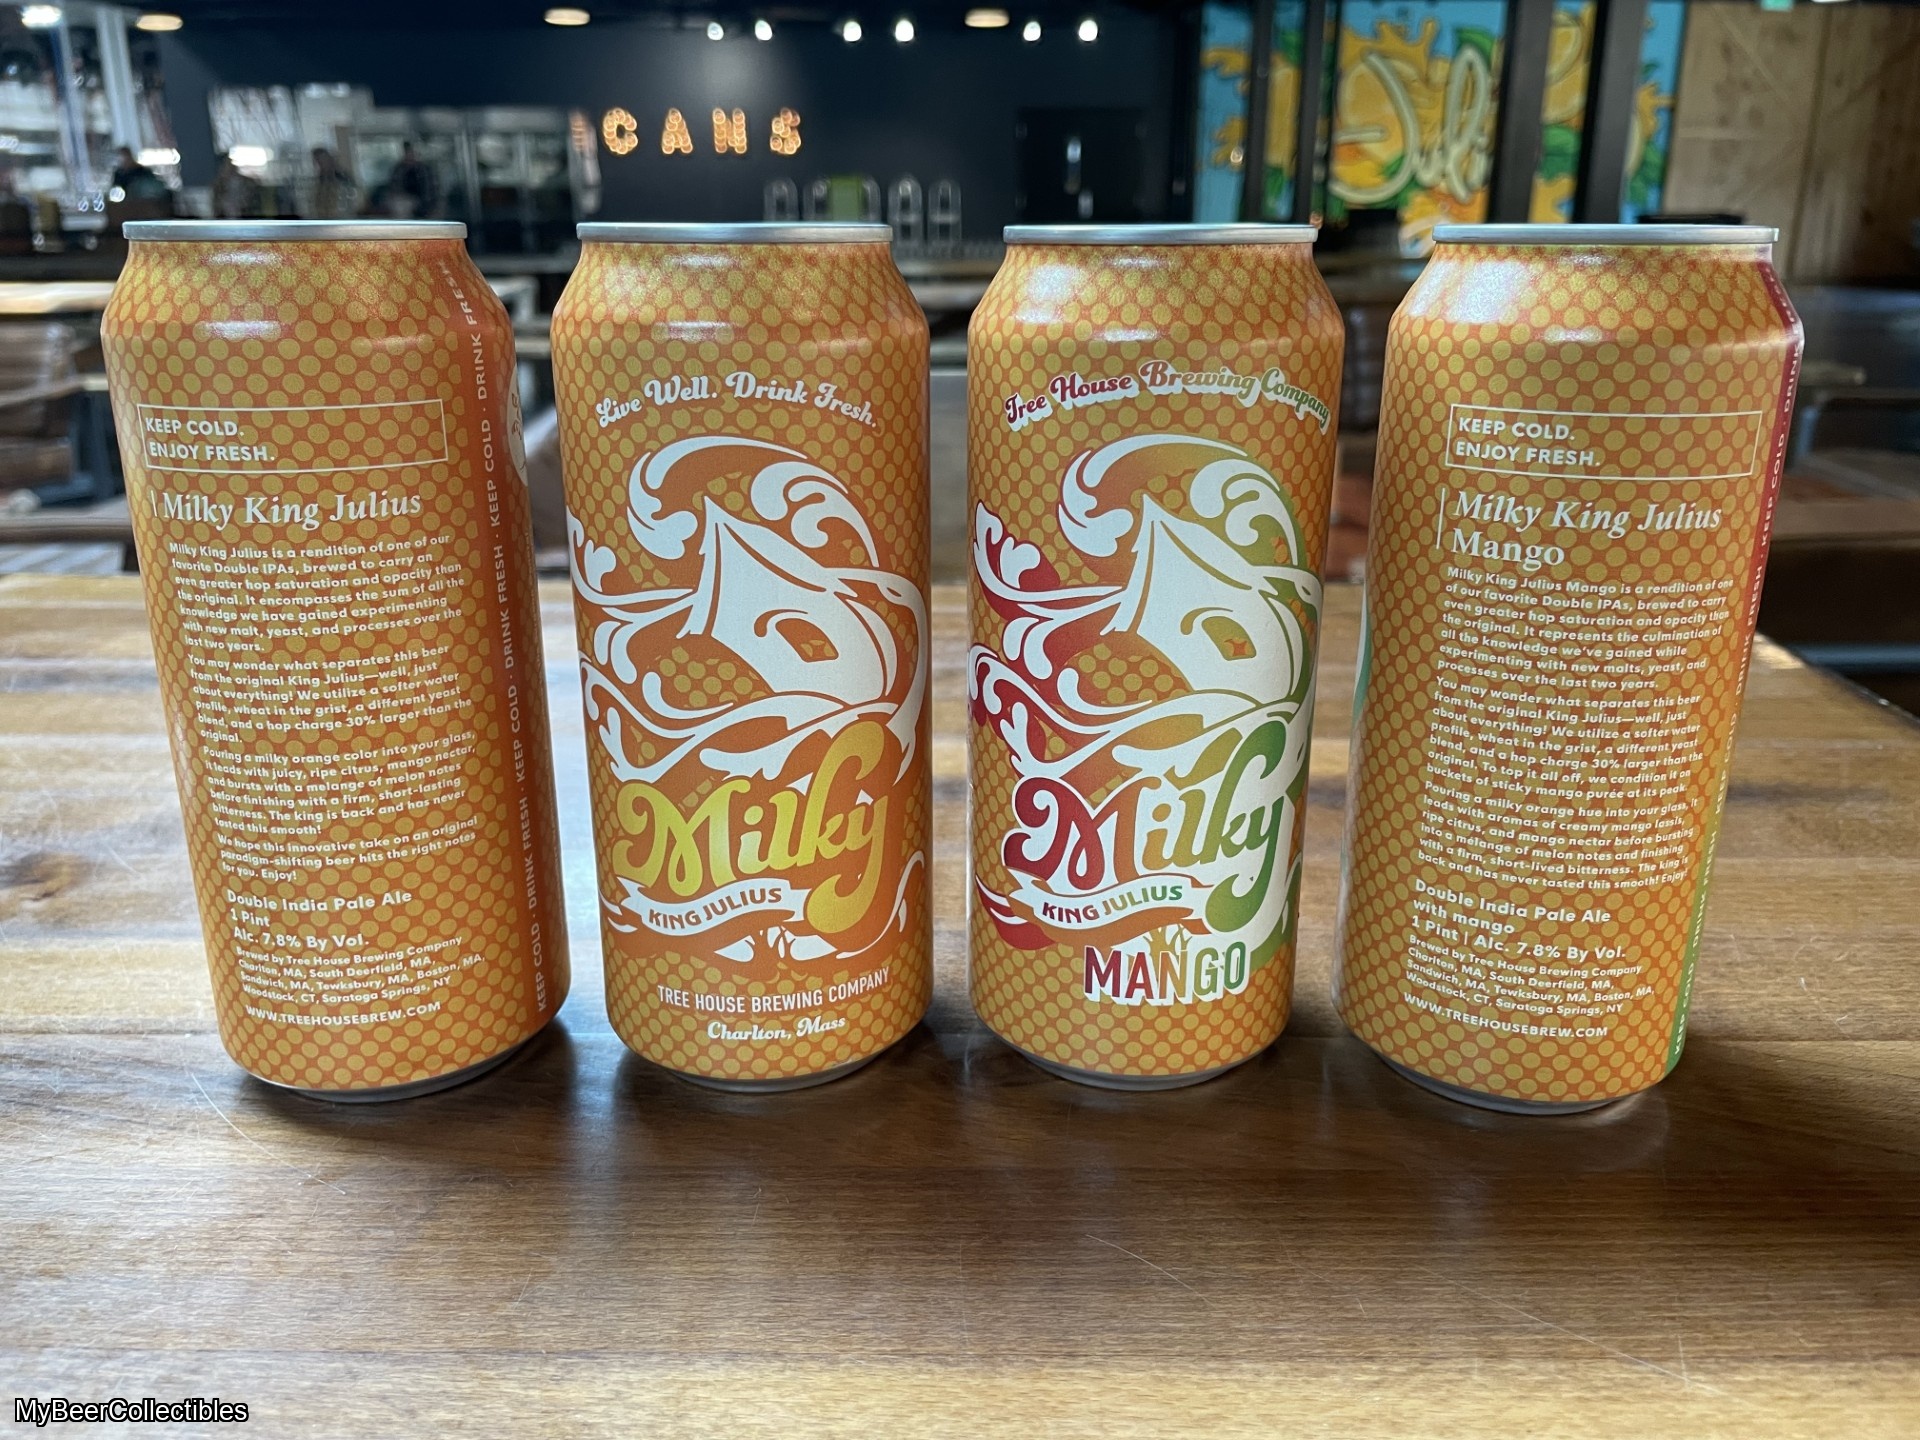 CANS
Juli
KEEP COLD.
ENJOY FRESH.
Milky King Julius
Milky King Julius is a rendition of one of our
favorite Double IPAs, brewed to carry an
even greater hop saturation and opacity than
the original. It encompasses the sum of all the
knowledge we have gained experimenting
with new malt, yeast, and processes over the
last two years.
You may wonder what separates this beer
from the original King Julius—well, just
about everything! We utilize a softer water
profile, wheat in the grist, a different yeast
blend, and a hop charge 30% larger than the
original.
Pouring a milky orange color into your glass,
it leads with juicy, ripe citrus, mango nectar,
and bursts with a melange of melon notes
before finishing with a firm, short-lasting
bitterness. The king is back and has never
tasted this smooth!
We hope this innovative take on an original
paradigm-shifting beer hits the right notes
for you. Enjoy!
Double India Pale Ale
1 Pint
Alc. 7.8% By Vol.
Brewed by Tree House Brewing Company
Charlton, MA, South Deerfield, MA,
Sandwich, MA, Tewksbury, MA, Boston, MA,
Woodstock, CT, Saratoga Springs, NY
WWW.TREEHOUSEBREW.COM
KEEP COLD · DRINK FRESH · KEEP COLD · DRINK FRESH · KEEP COLD · DRINK FRESH
Live Well. Drink Fresh.
Milky
KING JULIUS
TREE HOUSE BREWING COMPANY
Charlton, Mass
Tree House Brewing Company
Milky
KING JULIUS
MANGO
KEEP COLD.
ENJOY FRESH.
Milky King Julius
Mango
Milky King Julius Mango is a rendition of one
of our favorite Double IPAs, brewed to carry
even greater hop saturation and opacity than
the original. It represents the culmination of
all the knowledge we've gained while
experimenting with new malts, yeast, and
processes over the last two years.
You may wonder what separates this beer
from the original King Julius—well, just
about everything! We utilize a softer water
profile, wheat in the grist, a different yeast
blend, and a hop charge 30% larger than the
original. To top it all off, we condition it on
buckets of sticky mango purée at its peak.
Pouring a milky orange hue into your glass, it
leads with aromas of creamy mango lassis,
ripe citrus, and mango nectar before bursting
into a mélange of melon notes and finishing
with a firm, short-lived bitterness. The king is
back and has never tasted this smooth! Enjoy!
Double India Pale Ale
with mango
1 Pint | Alc. 7.8% By Vol.
Brewed by Tree House Brewing Company
Charlton, MA, South Deerfield, MA,
Sandwich, MA, Tewksbury, MA, Boston, MA,
Woodstock, CT, Saratoga Springs, NY
WWW.TREEHOUSEBREW.COM
KEEP COLD · DRINK FRESH · KEEP COLD · DRINK FRESH · KEEP COLD · DRINK
MyBeerCollectibles